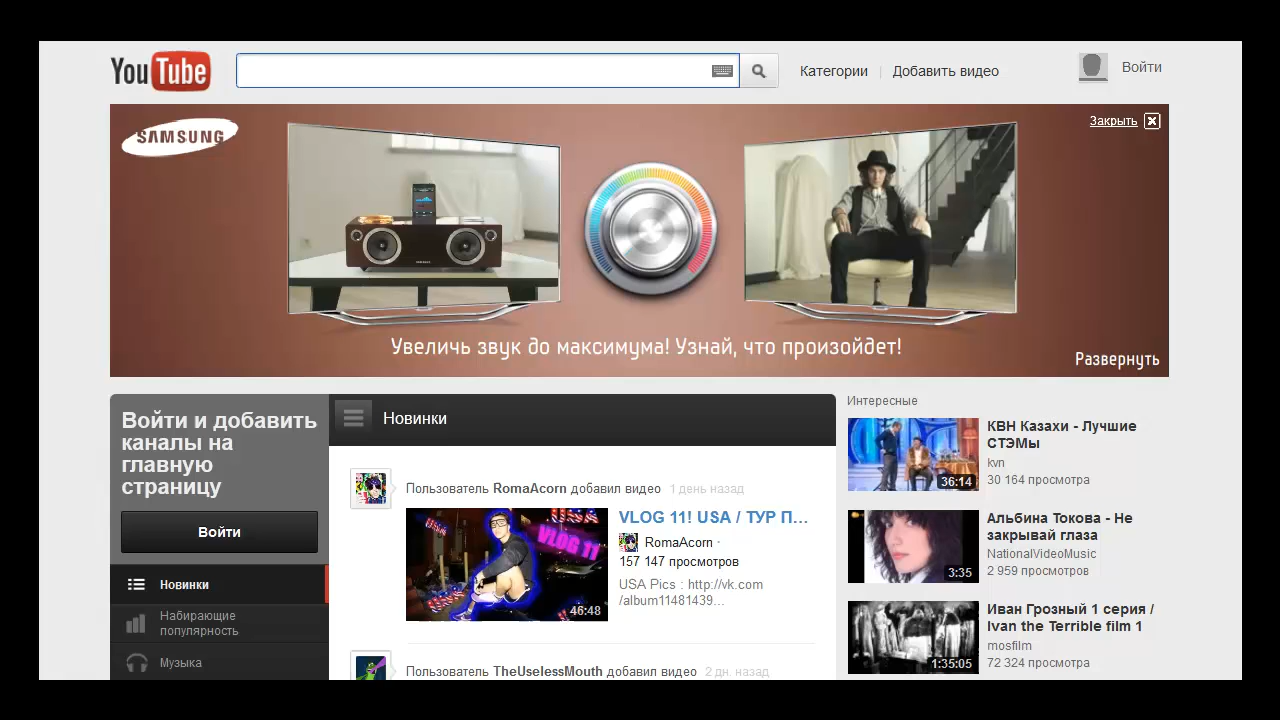 YouTube
Категории
Добавить видео
Войти
SAMSUNG
Закрыть
Увеличь звук до максимума! Узнай, что произойдет!
Развернуть
Войти и добавить
каналы на
главную
страницу
Войти
Новинки
Набирающие
популярность
Музыка
Новинки
Пользователь RomaAcorn добавил видео 1 день назад
USA
VLOG 11
46:48
VLOG 11! USA / ТУР П...
RomaAcorn ·
157 147 просмотров
USA Pics : http://vk.com
/album11481439...
Пользователь TheUselessMouth добавил видео 2 дн. назад
Интересные
36:14
КВН Казахи - Лучшие
СТЭМы
kvn
30 164 просмотра
3:35
Альбина Токова - Не
закрывай глаза
NationalVideoMusic
2 959 просмотров
1:35:05
Иван Грозный 1 серия /
Ivan the Terrible film 1
mosfilm
72 324 просмотра